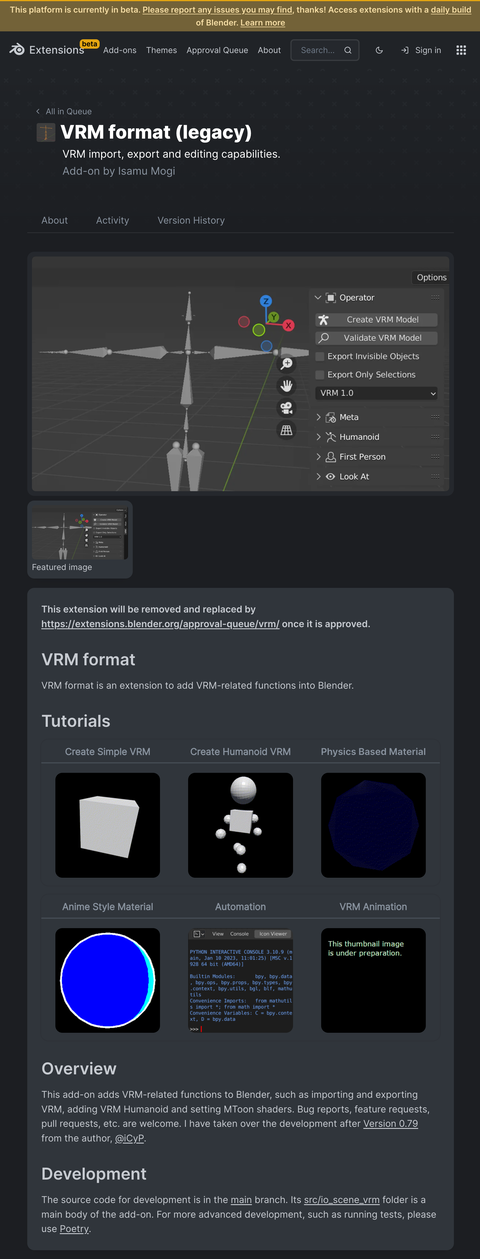 This platform is currently in beta. Please report any issues you may find, thanks! Access extensions with a daily build
of Blender. Learn more
Extensions beta Add-ons Themes Approval Queue About Search... Sign in
All in Queue
VRM format (legacy)
VRM import, export and editing capabilities.
Add-on by Isamu Mogi
About Activity Version History
Options
Z
Y
X
Operator
Create VRM Model
Validate VRM Model
Export Invisible Objects
Export Only Selections
VRM 1.0
Meta
Humanoid
First Person
Look At
Featured image
This extension will be removed and replaced by
https://extensions.blender.org/approval-queue/vrm/ once it is approved.
VRM format
VRM format is an extension to add VRM-related functions into Blender.
Tutorials
Create Simple VRM Create Humanoid VRM Physics Based Material
Anime Style Material Automation VRM Animation
View Console Icon Viewer
PYTHON INTERACTIVE CONSOLE 3.10.9 (m
ain, Jan 10 2023, 11:01:25) [MSC v.1
928 64 bit (AMD64)]
Builtin Modules: bpy, bpy.data
, bpy.ops, bpy.props, bpy.types, bpy
.context, bpy.utils, bgl, blf, mathu
tils
Convenience Imports: from mathutil
s import *; from math import *
Convenience Variables: C = bpy.conte
xt, D = bpy.data
>>>
This thumbnail image
is under preparation.
Overview
This add-on adds VRM-related functions to Blender, such as importing and exporting
VRM, adding VRM Humanoid and setting MToon shaders. Bug reports, feature requests,
pull requests, etc. are welcome. I have taken over the development after Version 0.79
from the author, @iCyP.
Development
The source code for development is in the main branch. Its src/io_scene_vrm folder is a
main body of the add-on. For more advanced development, such as running tests, please
use Poetry.